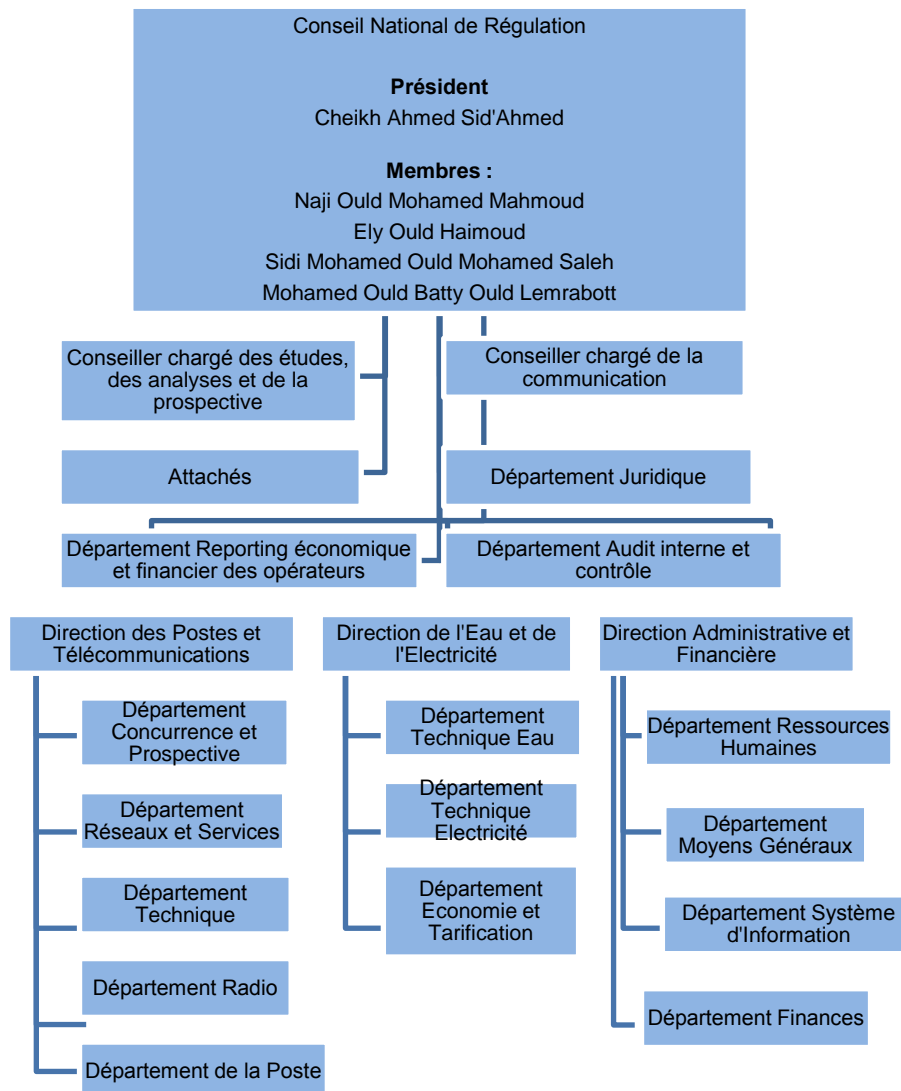 Conseil National de Régulation
Président
Cheikh Ahmed Sid'Ahmed
Membres :
Naji Ould Mohamed Mahmoud
Ely Ould Haimoud
Sidi Mohamed Ould Mohamed Saleh
Mohamed Ould Batty Ould Lemrabott
Conseiller chargé des études,
des analyses et de la
prospective
Conseiller chargé de la
communication
Attachés
Département Juridique
Département Reporting économique
et financier des opérateurs
Département Audit interne et
contrôle
Direction des Postes et
Télécommunications
Département
Concurrence et
Prospective
Département
Réseaux et Services
Département
Technique
Département Radio
Département de la Poste
Direction de l'Eau et de
l'Electricité
Département
Technique Eau
Département
Technique
Electricité
Département
Economie et
Tarification
Direction Administrative et
Financière
Département Ressources
Humaines
Département
Moyens Généraux
Département Système
d'Information
Département Finances